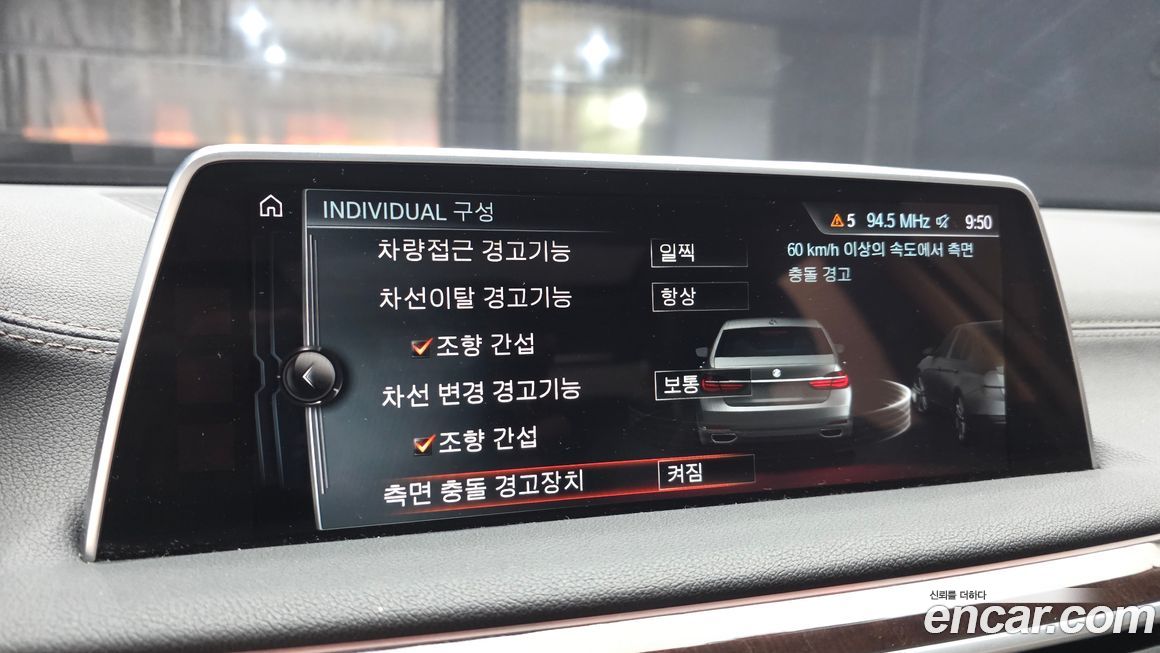 INDIVIDUAL 구성
5 94.5 MHz 9:50
차량접근 경고기능 일찍
60 km/h 이상의 속도에서 측면
충돌 경고
차선이탈 경고기능 항상
조향 간섭
차선 변경 경고기능 보통
조향 간섭
측면 충돌 경고장치 켜짐
신뢰를 더하다
encar.com